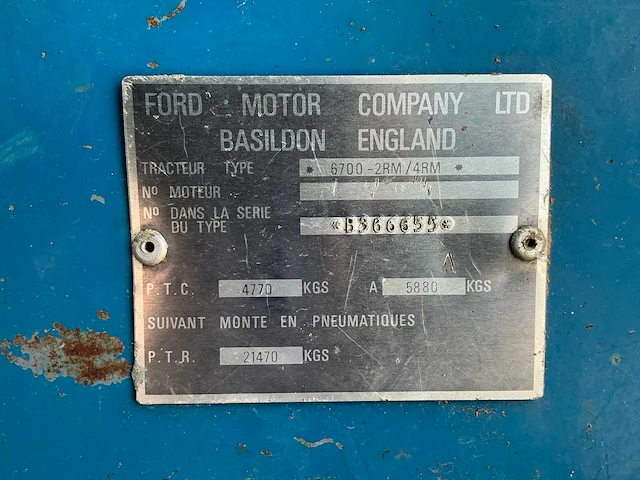 FORD MOTOR COMPANY LTD
BASILDON ENGLAND
TRACTEUR TYPE * 6700-2RM/4RM *
Nº MOTEUR
Nº DANS LA SERIE
DU TYPE *B366655*
A
P.T.C. 4770 KGS A 5880 KGS
SUIVANT MONTE EN PNEUMATIQUES
P.T.R. 21470 KGS